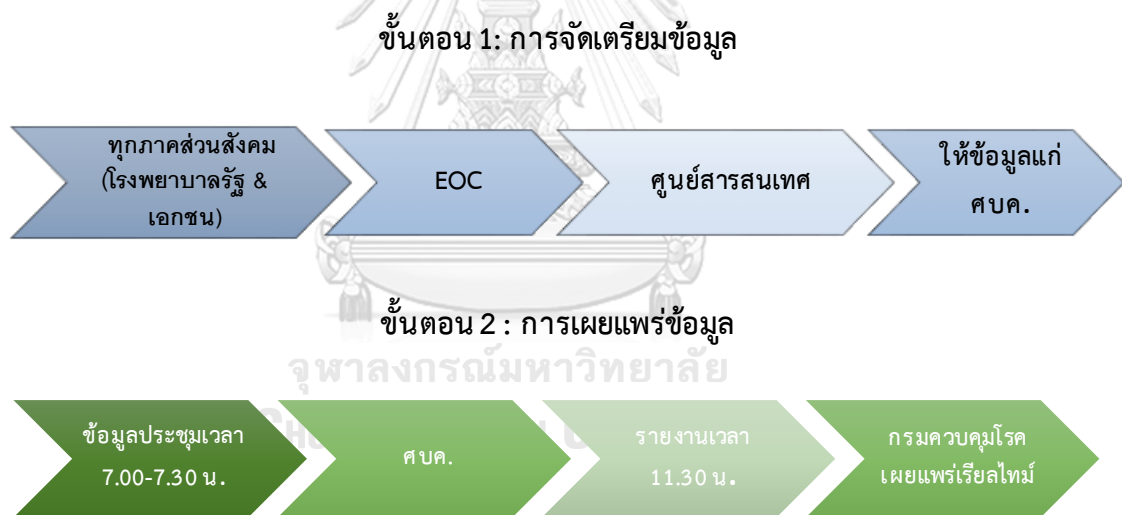 ขั้นตอน 1: การจัดเตรียมข้อมูล
ทุกภาคส่วนสังคม
(โรงพยาบาลรัฐ &
เอกชน)
EOC
ศูนย์สารสนเทศ
ให้ข้อมูลแก่
ศบค.
ขั้นตอน 2 : การเผยแพร่ข้อมูล
จุฬาลงกรณ์มหาวิทยาลัย
ข้อมูลประชุมเวลา
7.00-7.30 น.
ศบค.
รายงานเวลา
11.30 น.
กรมควบคุมโรค
เผยแพร่เรียลไทม์